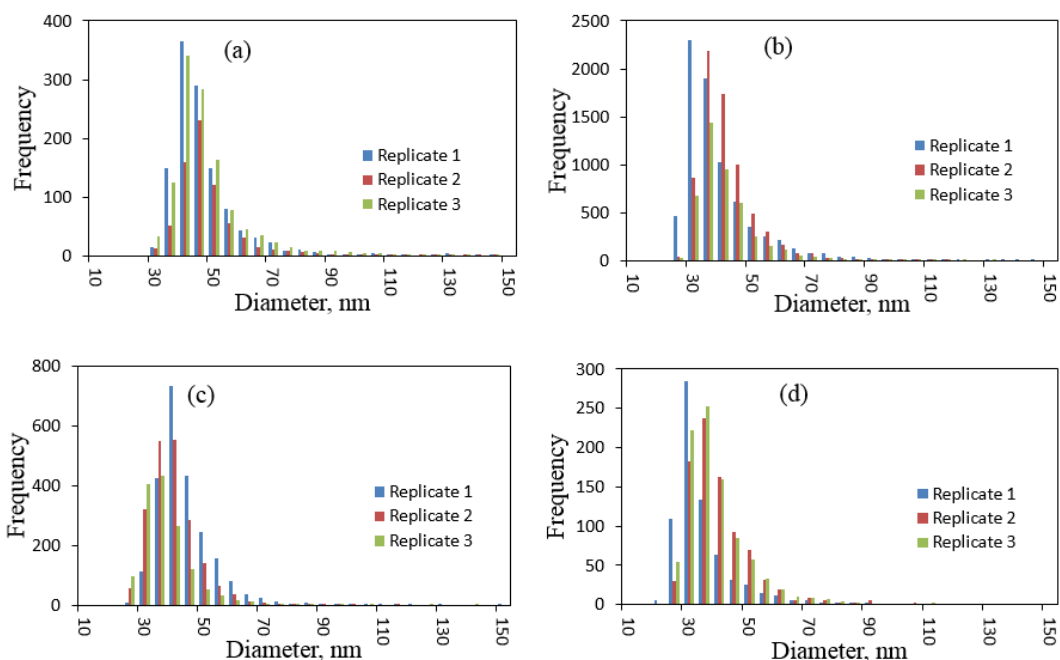 (a)
Frequency
400
300
200
100
0
Replicate 1
Replicate 2
Replicate 3
10 30 50 70 90 110 130 150
Diameter, nm
(b)
Frequency
2500
2000
1500
1000
500
0
Replicate 1
Replicate 2
Replicate 3
10 30 50 70 90 110 130 150
Diameter, nm
(c)
Frequency
800
600
400
200
0
Replicate 1
Replicate 2
Replicate 3
10 30 50 70 90 110 130 150
Diameter, nm
(d)
Frequency
300
250
200
150
100
50
0
Replicate 1
Replicate 2
Replicate 3
10 30 50 70 90 110 130 150
Diameter, nm